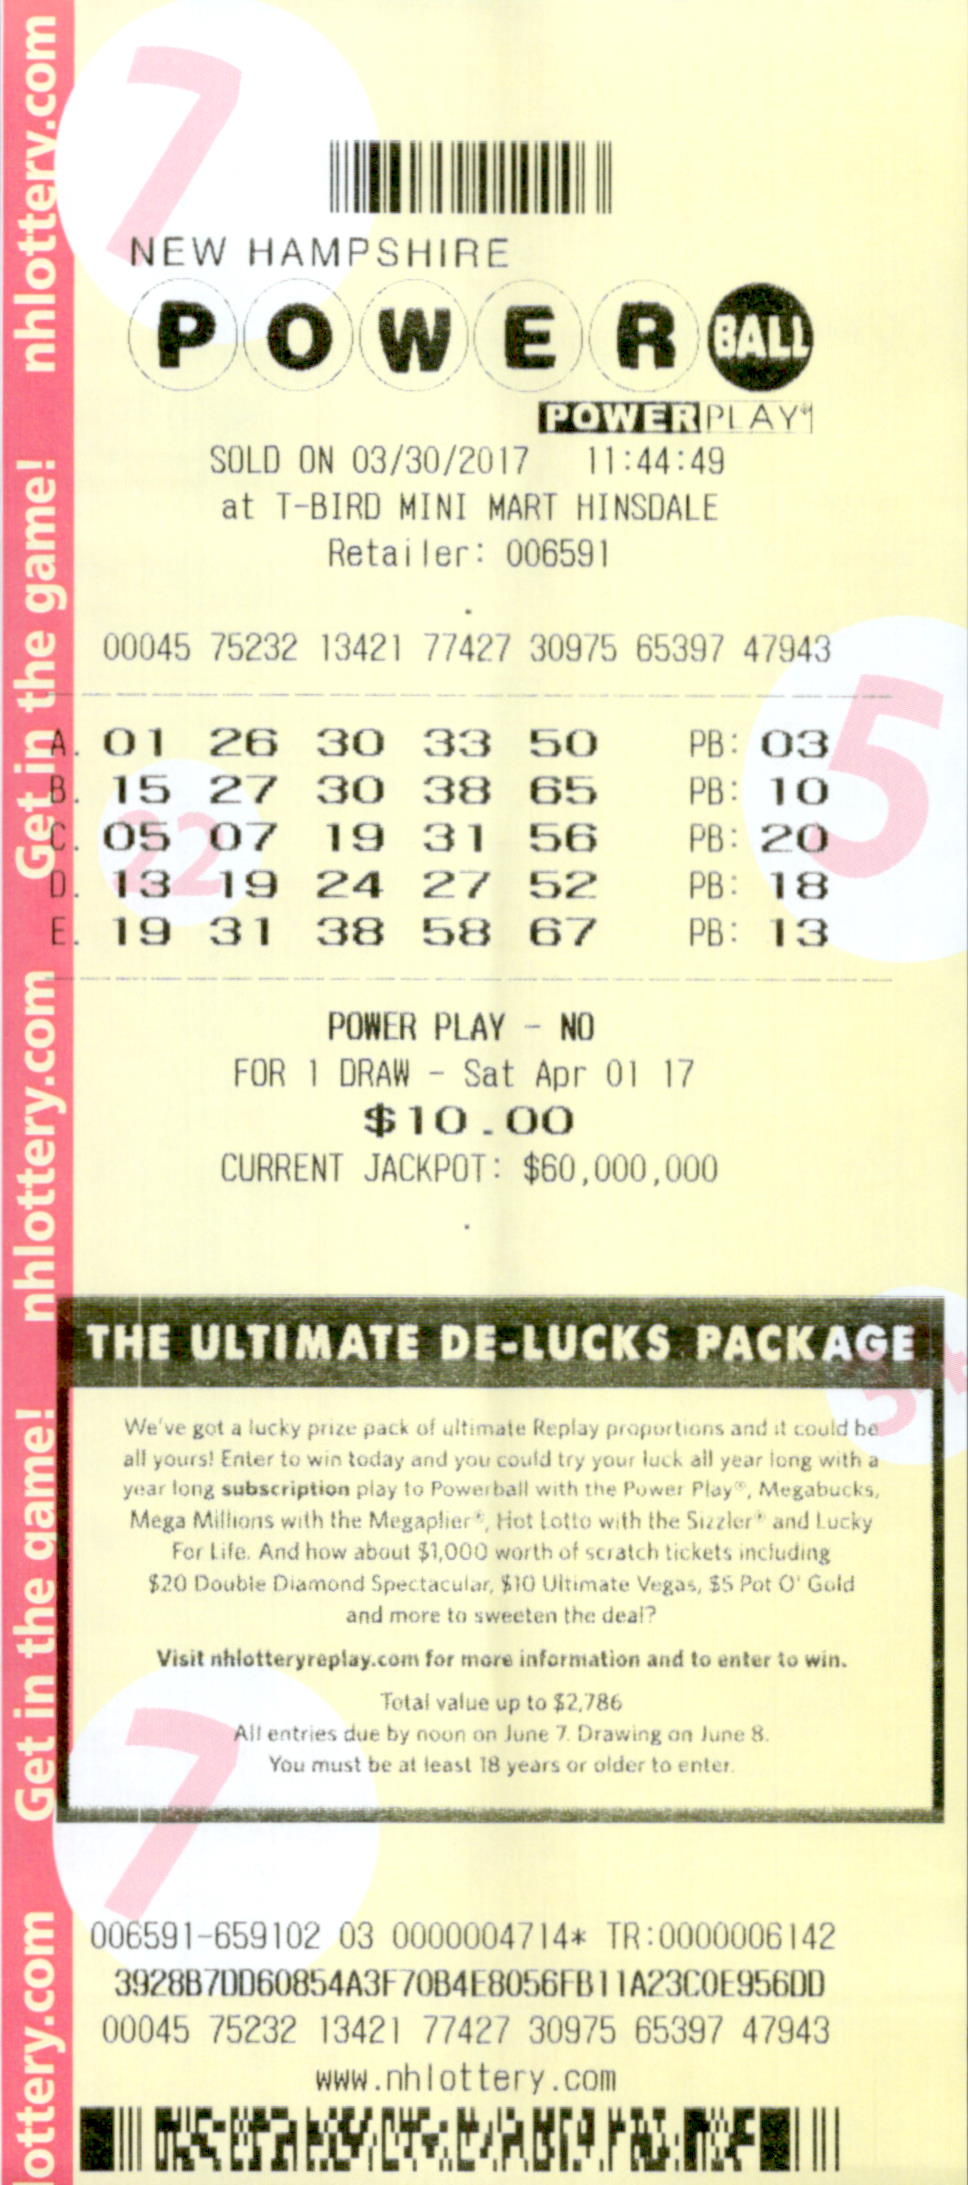 nhlottery.com
Get in the game!
nhlottery.com
Get in the game!
lottery.com
7
NEW HAMPSHIRE
POWER BALL
POWERPLAY®
SOLD ON 03/30/2017 11:44:49
at T-BIRD MINI MART HINSDALE
Retailer: 006591
00045 75232 13421 77427 30975 65397 47943
5
22
A. 01 26 30 33 50 PB: 03
B. 15 27 30 38 65 PB: 10
C. 05 07 19 31 56 PB: 20
D. 13 19 24 27 52 PB: 18
E. 19 31 38 58 67 PB: 13
POWER PLAY - NO
FOR 1 DRAW - Sat Apr 01 17
$10.00
CURRENT JACKPOT: $60,000,000
THE ULTIMATE DE-LUCKS PACKAGE
34
We've got a lucky prize pack of ultimate Replay proportions and it could be
all yours! Enter to win today and you could try your luck all year long with a
year long subscription play to Powerball with the Power Play®, Megabucks,
Mega Millions with the Megaplier®, Hot Lotto with the Sizzler® and Lucky
For Life. And how about $1,000 worth of scratch tickets including
$20 Double Diamond Spectacular, $10 Ultimate Vegas, $5 Pot O' Gold
and more to sweeten the deal?
Visit nhlotteryreplay.com for more information and to enter to win.
Total value up to $2,786
All entries due by noon on June 7. Drawing on June 8.
You must be at least 18 years or older to enter.
7
006591-659102 03 0000004714* TR:0000006142
3928B7DD60854A3F70B4E8056FB11A23C0E956DD
00045 75232 13421 77427 30975 65397 47943
www.nhlottery.com